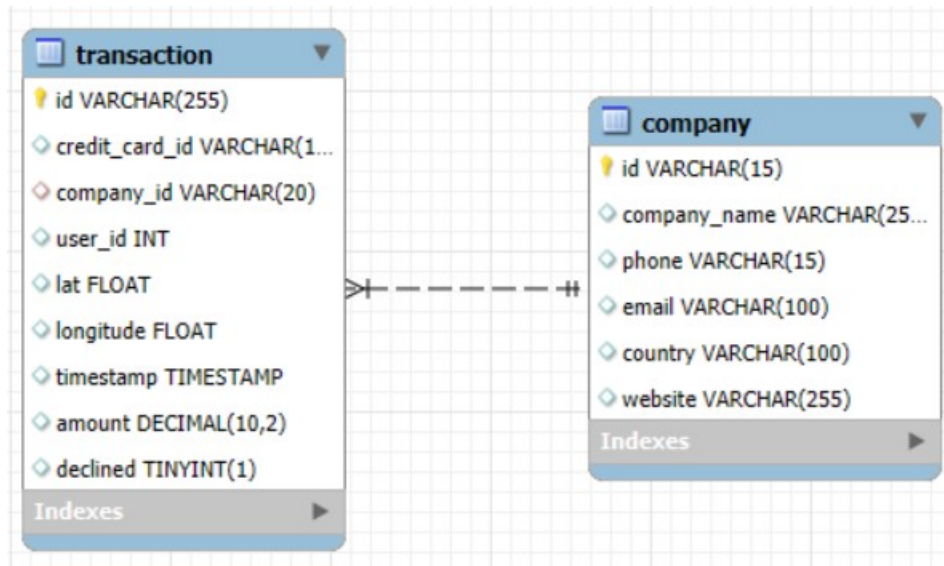 transaction
id VARCHAR(255)
credit_card_id VARCHAR(1...
company_id VARCHAR(20)
user_id INT
lat FLOAT
longitude FLOAT
timestamp TIMESTAMP
amount DECIMAL(10,2)
declined TINYINT(1)
Indexes
company
id VARCHAR(15)
company_name VARCHAR(25...
phone VARCHAR(15)
email VARCHAR(100)
country VARCHAR(100)
website VARCHAR(255)
Indexes